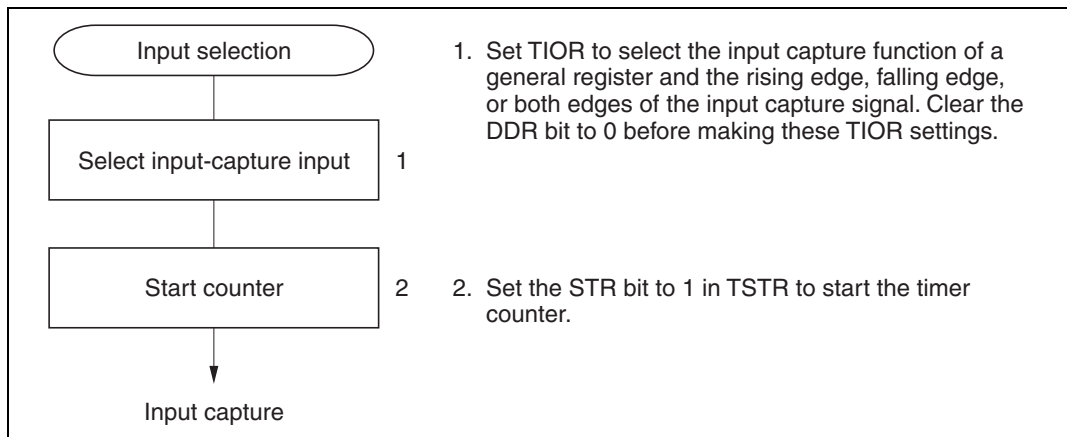 Input selection
Select input-capture input 1
Start counter 2
Input capture
1. Set TIOR to select the input capture function of a
general register and the rising edge, falling edge,
or both edges of the input capture signal. Clear the
DDR bit to 0 before making these TIOR settings.
2. Set the STR bit to 1 in TSTR to start the timer
counter.